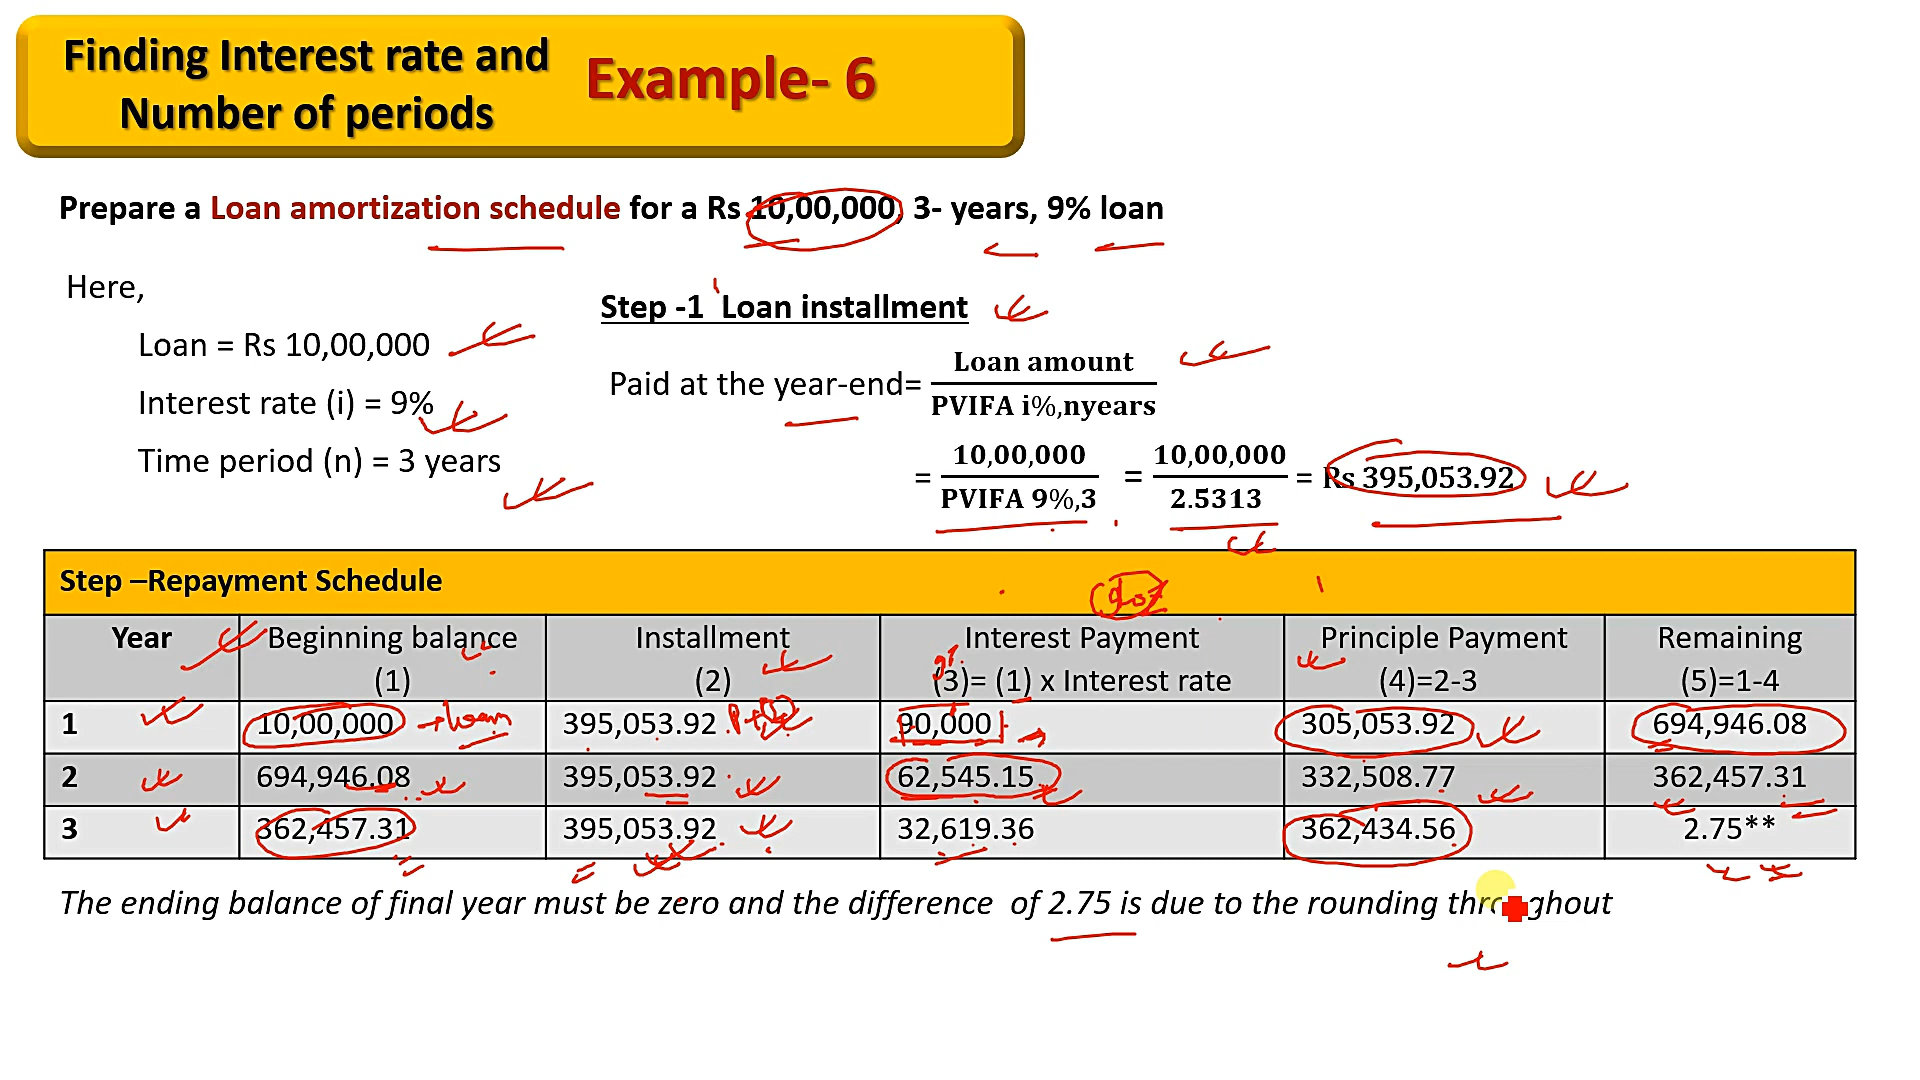 Finding Interest rate and
Number of periods
Example- 6
Prepare a Loan amortization schedule for a Rs 10,00,000, 3- years, 9% loan
Here,
Loan = Rs 10,00,000
Interest rate (i) = 9%
Time period (n) = 3 years
Step -1 Loan installment
Paid at the year-end= Loan amount / PVIFA i%,nyears
= 10,00,000 / PVIFA 9%,3 = 10,00,000 / 2.5313 = Rs 395,053.92
Step –Repayment Schedule
Year Beginning balance Installment Interest Payment Principle Payment Remaining
(1) (2) (3)= (1) x Interest rate (4)=2-3 (5)=1-4
1 10,00,000 → loan 395,053.92 90,000 305,053.92 694,946.08
2 694,946.08 395,053.92 62,545.15 332,508.77 362,457.31
3 362,457.31 395,053.92 32,619.36 362,434.56 2.75**
The ending balance of final year must be zero and the difference of 2.75 is due to the rounding throughout